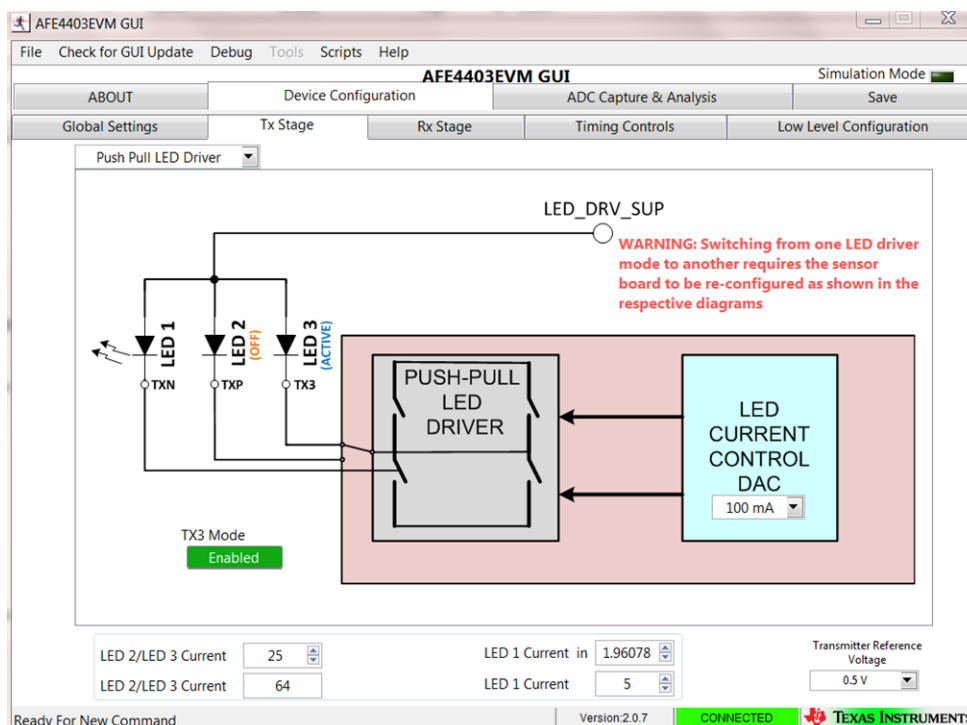 AFE4403EVM GUI
File Check for GUI Update Debug Tools Scripts Help
AFE4403EVM GUI
Simulation Mode
ABOUT Device Configuration ADC Capture & Analysis Save
Global Settings Tx Stage Rx Stage Timing Controls Low Level Configuration
Push Pull LED Driver
LED_DRV_SUP
WARNING: Switching from one LED driver
mode to another requires the sensor
board to be re-configured as shown in the
respective diagrams
LED 1
LED 2
(OFF)
LED 3
(ACTIVE)
TXN TXP TX3
PUSH-PULL
LED
DRIVER
LED
CURRENT
CONTROL
DAC
100 mA
TX3 Mode
Enabled
LED 2/LED 3 Current 25
LED 2/LED 3 Current 64
LED 1 Current in 1.96078
LED 1 Current 5
Transmitter Reference
Voltage
0.5 V
Ready For New Command
Version:2.0.7
CONNECTED
TEXAS INSTRUMENTS